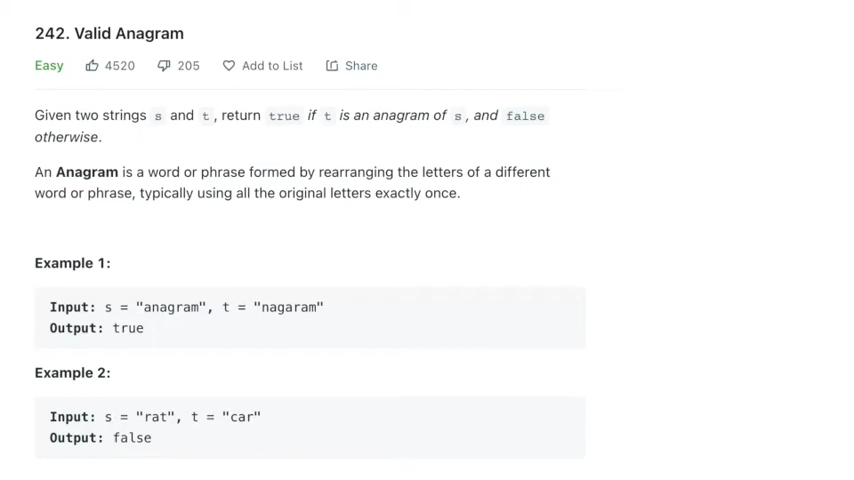 242. Valid Anagram
Easy 4520 205 Add to List Share
Given two strings s and t, return true if t is an anagram of s, and false
otherwise.
An Anagram is a word or phrase formed by rearranging the letters of a different
word or phrase, typically using all the original letters exactly once.
Example 1:
Input: s = "anagram", t = "nagaram"
Output: true
Example 2:
Input: s = "rat", t = "car"
Output: false